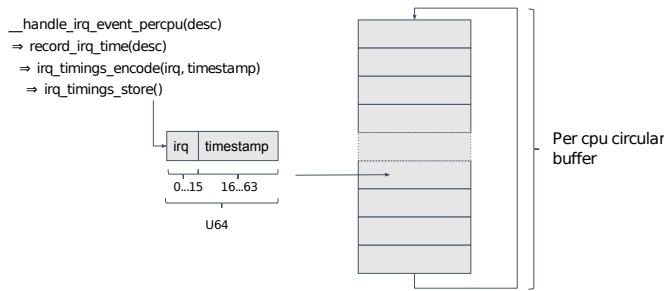 __handle_irq_event_percpu(desc)
⇒ record_irq_time(desc)
⇒ irq_timings_encode(irq, timestamp)
⇒ irq_timings_store()
irq timestamp
0...15 16...63
U64
Per cpu circular
buffer